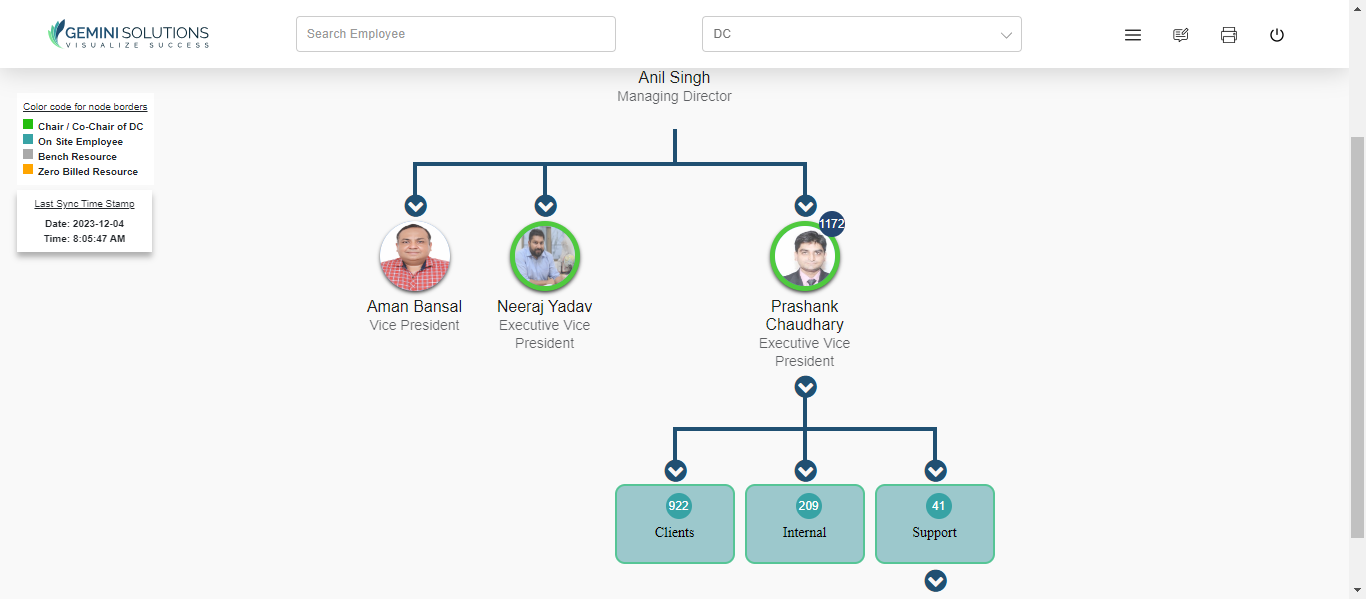 GEMINI SOLUTIONS
VISUALIZE SUCCESS
Search Employee
DC
Anil Singh
Managing Director
Color code for node borders
Chair / Co-Chair of DC
On Site Employee
Bench Resource
Zero Billed Resource
Last Sync Time Stamp
Date: 2023-12-04
Time: 8:05:47 AM
Aman Bansal
Vice President
Neeraj Yadav
Executive Vice
President
1172
Prashank
Chaudhary
Executive Vice
President
922
Clients
209
Internal
41
Support